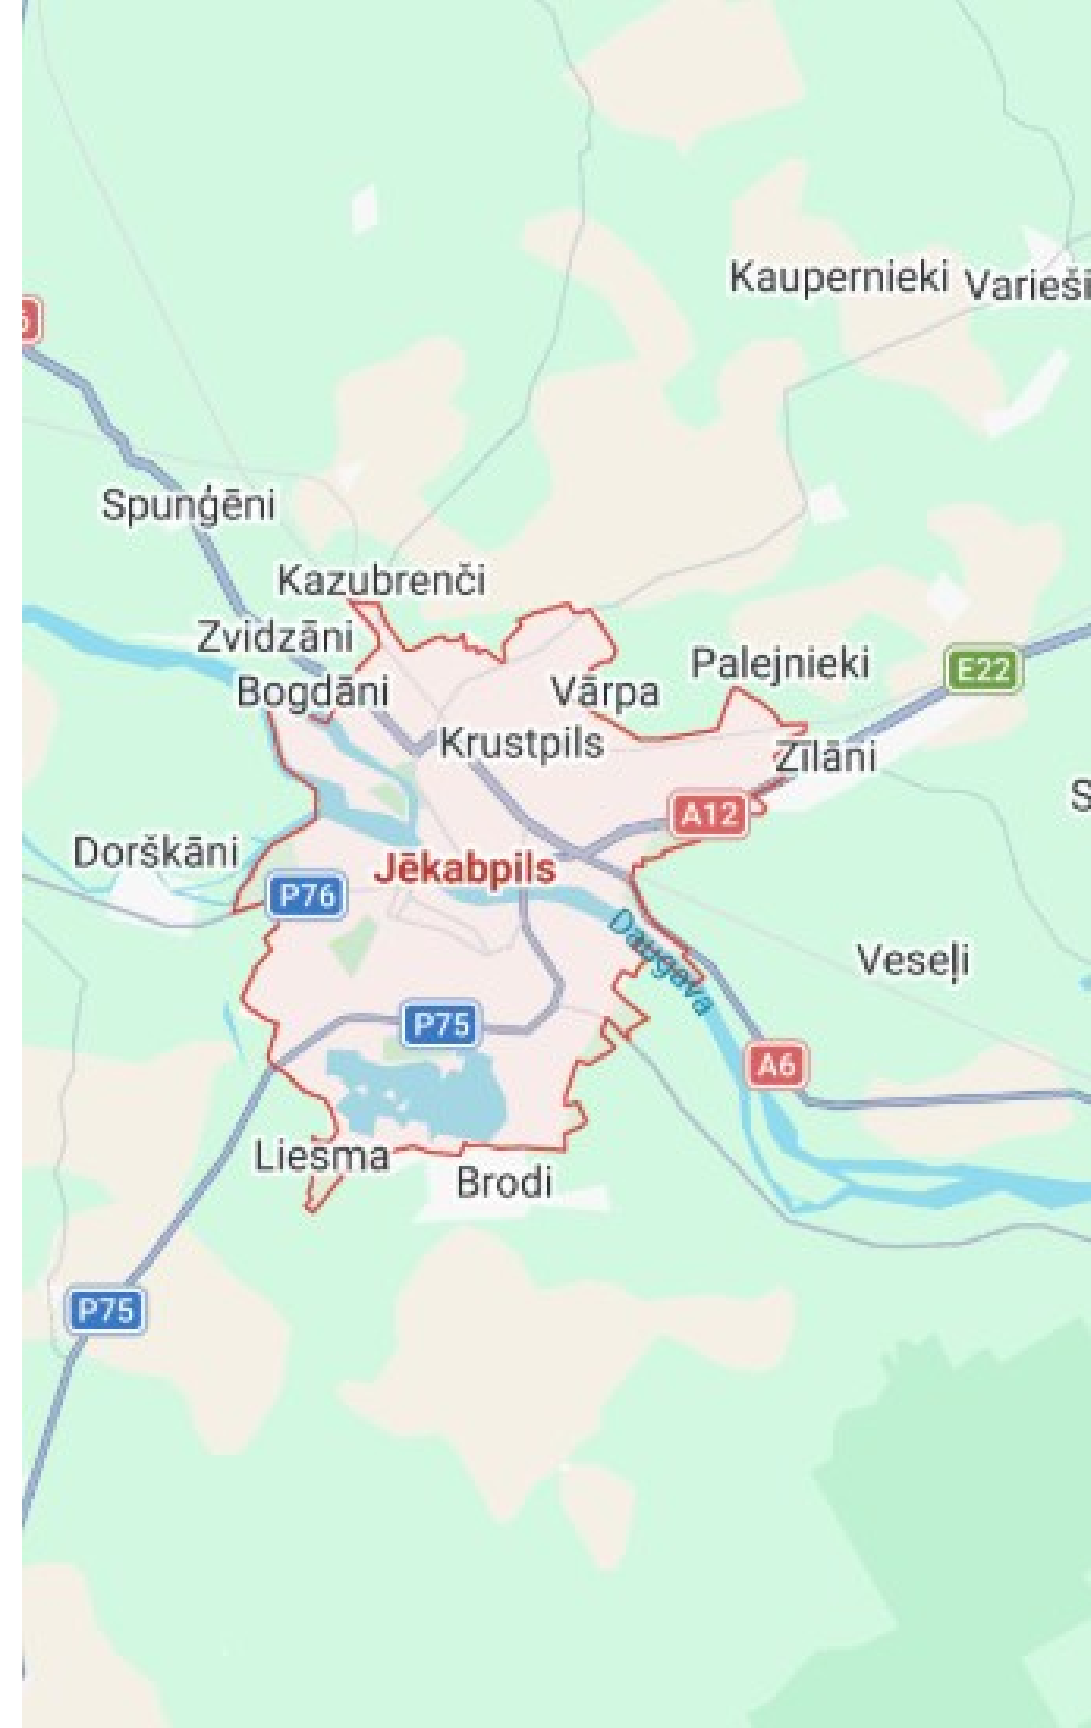 Kaupernieki
Varieši
Spunģēni
Kazubrenči
Zvidzāni
Palejnieki
E22
Bogdāni
Vārpa
Krustpils
Zīlāni
A12
Dorškāni
Jēkabpils
P76
Daugava
Veseļi
P75
A6
Liesma
Brodi
P75